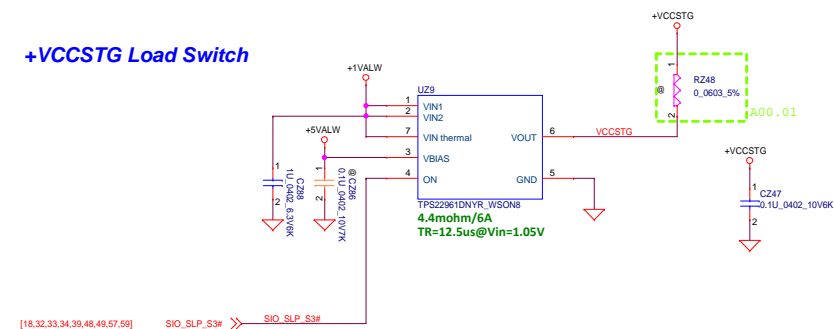 +VCCSTG Load Switch
+VCCSTG
1
RZ48
0_0603_5%
@
2
A00.01
+1VALW
UZ9
1
VIN1
2
VIN2
7
VIN thermal
VOUT
6
VCCSTG
+5VALW
3
VBIAS
4
ON
GND
5
TPS22961DNYR_WSON8
4.4mohm/6A
TR=12.5us@Vin=1.05V
1
2
CZ88
1U_0402_6.3V6K
1
2
@ CZ86
0.1U_0402_10V7K
+VCCSTG
1
CZ47
0.1U_0402_10V6K
2
[18,32,33,34,39,48,49,57,59]
SIO_SLP_S3#
SIO_SLP_S3#